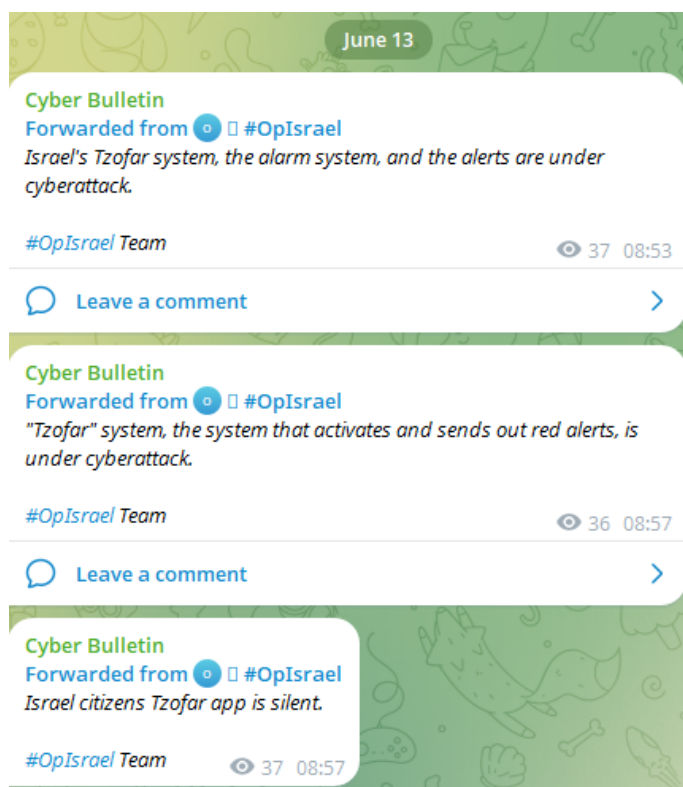 June 13
Cyber Bulletin
Forwarded from O #OpIsrael
Israel's Tzofar system, the alarm system, and the alerts are under
cyberattack.
#OpIsrael Team
37 08:53
Leave a comment
Cyber Bulletin
Forwarded from O #OpIsrael
"Tzofar" system, the system that activates and sends out red alerts, is
under cyberattack.
#OpIsrael Team
36 08:57
Leave a comment
Cyber Bulletin
Forwarded from O #OpIsrael
Israel citizens Tzofar app is silent.
#OpIsrael Team
37 08:57